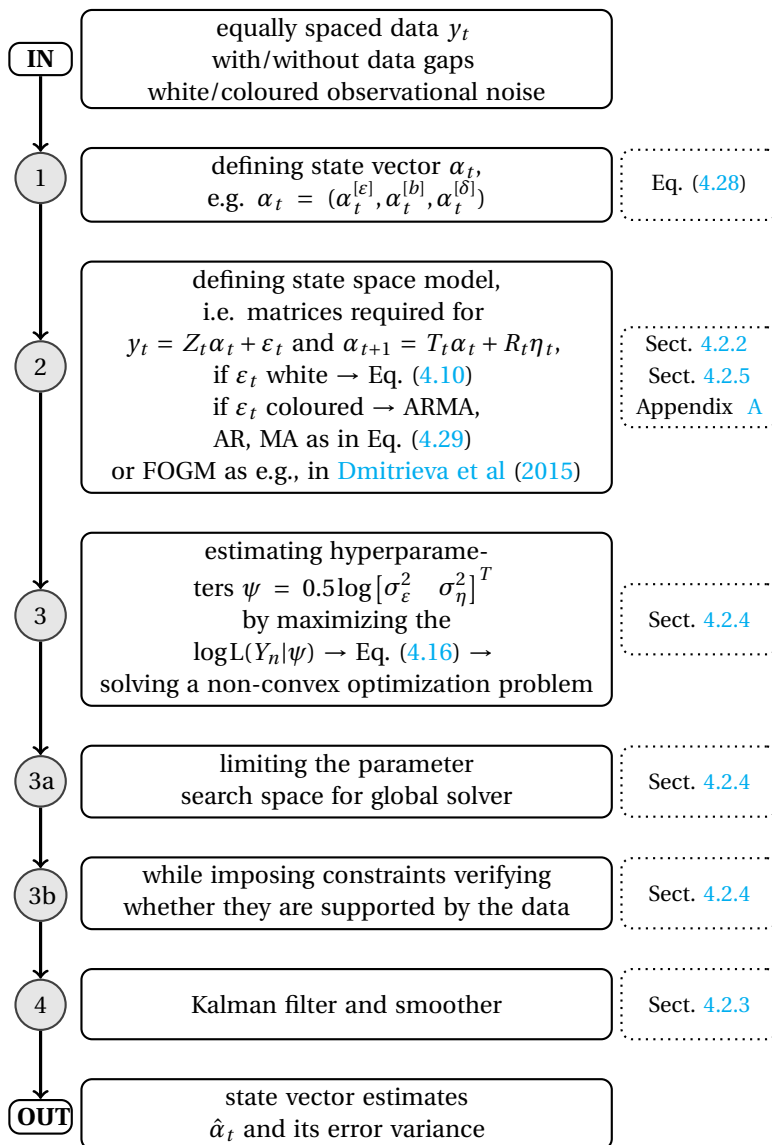 IN
equally spaced data y_t
with/without data gaps
white/coloured observational noise
1
defining state vector α_t,
e.g. α_t = (α_t^[ε], α_t^[b], α_t^[δ])
Eq. (4.28)
2
defining state space model,
i.e. matrices required for
y_t = Z_t α_t + ε_t and α_{t+1} = T_t α_t + R_t η_t,
if ε_t white → Eq. (4.10)
if ε_t coloured → ARMA,
AR, MA as in Eq. (4.29)
or FOGM as e.g., in Dmitrieva et al (2015)
Sect. 4.2.2
Sect. 4.2.5
Appendix A
3
estimating hyperparame-
ters ψ = 0.5 log [σ_ε^2 σ_η^2]^T
by maximizing the
log L(Y_n|ψ) → Eq. (4.16) →
solving a non-convex optimization problem
Sect. 4.2.4
3a
limiting the parameter
search space for global solver
Sect. 4.2.4
3b
while imposing constraints verifying
whether they are supported by the data
Sect. 4.2.4
4
Kalman filter and smoother
Sect. 4.2.3
OUT
state vector estimates
α̂_t and its error variance